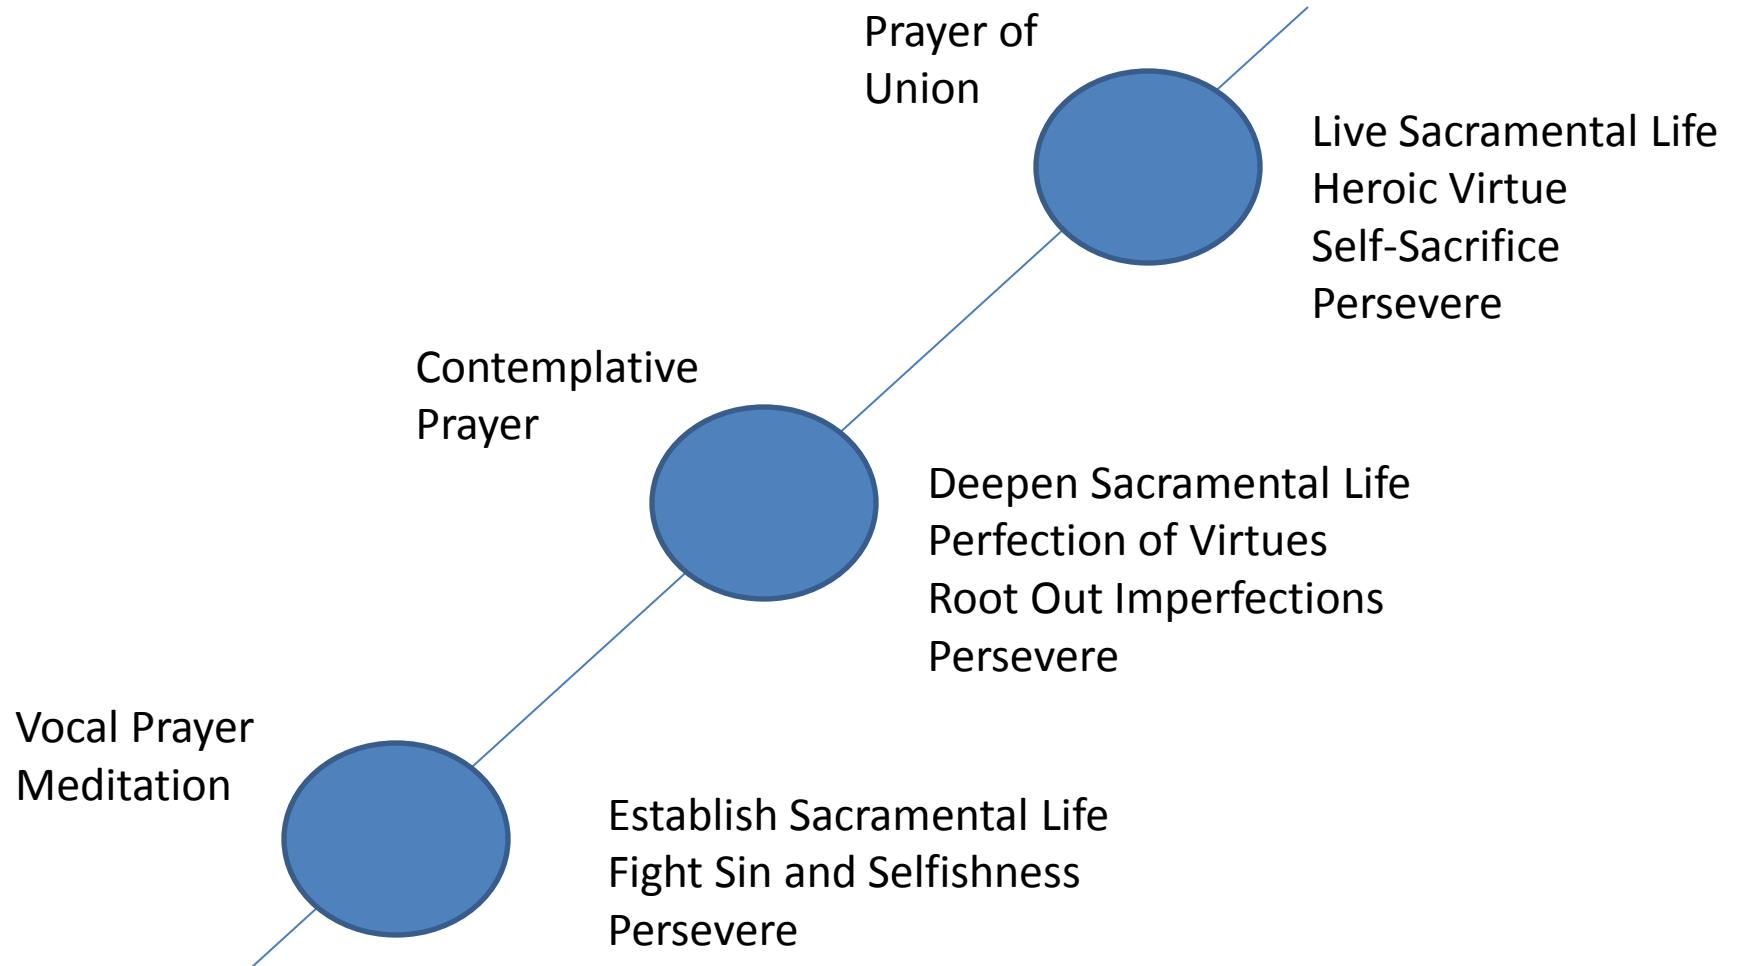 Prayer of
Union
Live Sacramental Life
Heroic Virtue
Self-Sacrifice
Persevere
Contemplative
Prayer
Deepen Sacramental Life
Perfection of Virtues
Root Out Imperfections
Persevere
Vocal Prayer
Meditation
Establish Sacramental Life
Fight Sin and Selfishness
Persevere